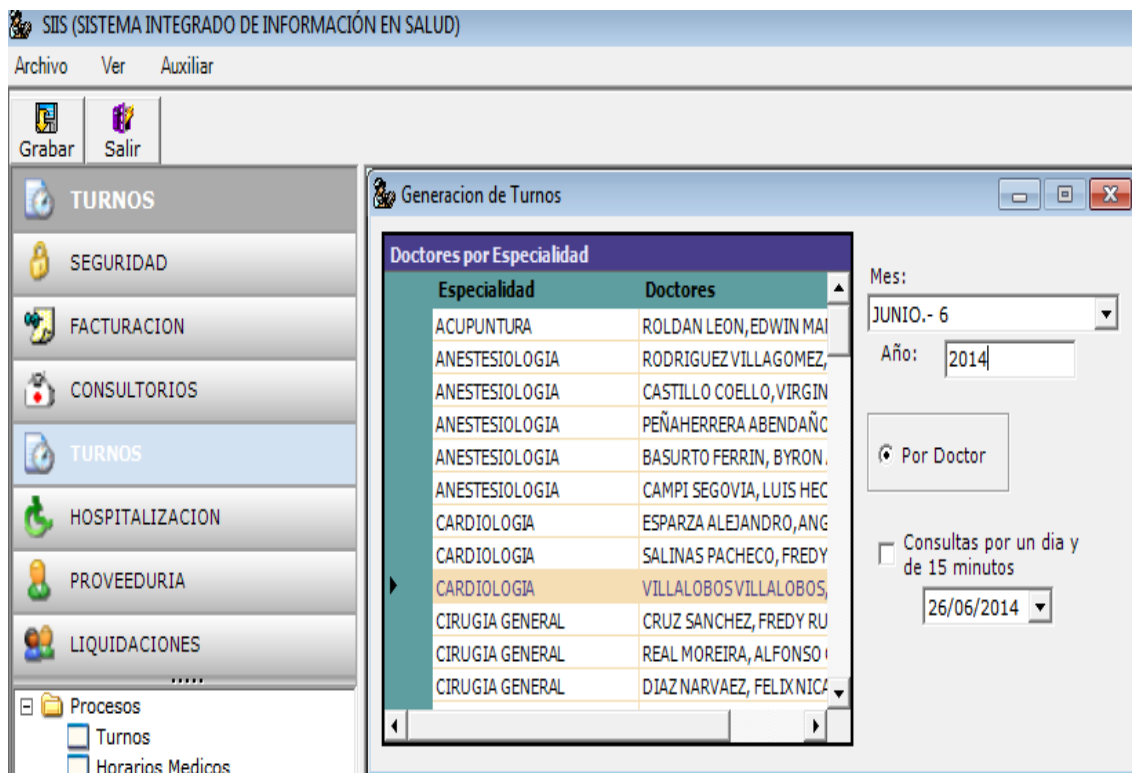 SIIS (SISTEMA INTEGRADO DE INFORMACIÓN EN SALUD)
Archivo Ver Auxiliar
Grabar Salir
TURNOS
SEGURIDAD
FACTURACION
CONSULTORIOS
TURNOS
HOSPITALIZACION
PROVEEDURIA
LIQUIDACIONES
Procesos
Turnos
Horarios Medicos
Generacion de Turnos
Doctores por Especialidad
Especialidad Doctores
ACUPUNTURA ROLDAN LEON,EDWIN
ANESTESIOLOGIA RODRIGUEZ VILLAGOMEZ,
ANESTESIOLOGIA CASTILLO COELLO,VIRGIN
ANESTESIOLOGIA PEÑAHERRERA ABENDAÑO
ANESTESIOLOGIA BASURTO FERRIN, BYRON
ANESTESIOLOGIA CAMPI SEGOVIA, LUIS HEC
CARDIOLOGIA ESPARZA ALEJANDRO,ANG
CARDIOLOGIA SALINAS PACHECO, FREDY
CARDIOLOGIA VILLALOBOS VILLALOBOS,
CIRUGIA GENERAL CRUZ SANCHEZ, FREDY RU
CIRUGIA GENERAL REAL MOREIRA, ALFONSO
CIRUGIA GENERAL DIAZ NARVAEZ, FELIX NICA
Mes:
JUNIO.- 6
Año: 2014
Por Doctor
Consultas por un dia y
de 15 minutos
26/06/2014